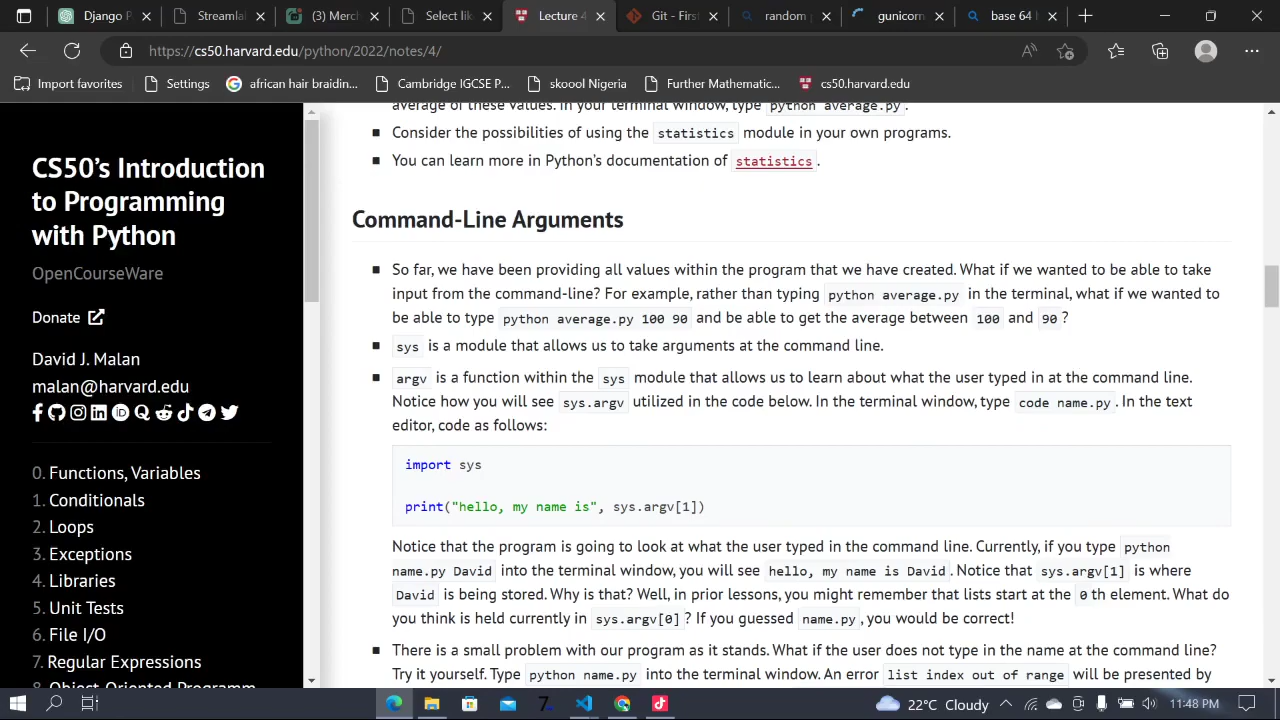 Django P
Streamla
(3) Merch
Select lik
Lecture 4
Git - First
random p
gunicorn
base 64 l
https://cs50.harvard.edu/python/2022/notes/4/
Import favorites
Settings
african hair braidin...
Cambridge IGCSE P...
skoool Nigeria
Further Mathematic...
cs50.harvard.edu
CS50's Introduction
to Programming
with Python
OpenCourseWare
Donate
David J. Malan
malan@harvard.edu
0. Functions, Variables
1. Conditionals
2. Loops
3. Exceptions
4. Libraries
5. Unit Tests
6. File I/O
7. Regular Expressions
8. Object-Oriented Programm
average of these values. In your terminal window, type python average.py.
Consider the possibilities of using the statistics module in your own programs.
You can learn more in Python's documentation of statistics.
Command-Line Arguments
So far, we have been providing all values within the program that we have created. What if we wanted to be able to take
input from the command-line? For example, rather than typing python average.py in the terminal, what if we wanted to
be able to type python average.py 100 90 and be able to get the average between 100 and 90?
sys is a module that allows us to take arguments at the command line.
argv is a function within the sys module that allows us to learn about what the user typed in at the command line.
Notice how you will see sys.argv utilized in the code below. In the terminal window, type code name.py. In the text
editor, code as follows:
import sys
print("hello, my name is", sys.argv[1])
Notice that the program is going to look at what the user typed in the command line. Currently, if you type python
name.py David into the terminal window, you will see hello, my name is David. Notice that sys.argv[1] is where
David is being stored. Why is that? Well, in prior lessons, you might remember that lists start at the 0th element. What do
you think is held currently in sys.argv[0]? If you guessed name.py, you would be correct!
There is a small problem with our program as it stands. What if the user does not type in the name at the command line?
Try it yourself. Type python name.py into the terminal window. An error list index out of range will be presented by
22°C Cloudy
11:48 PM